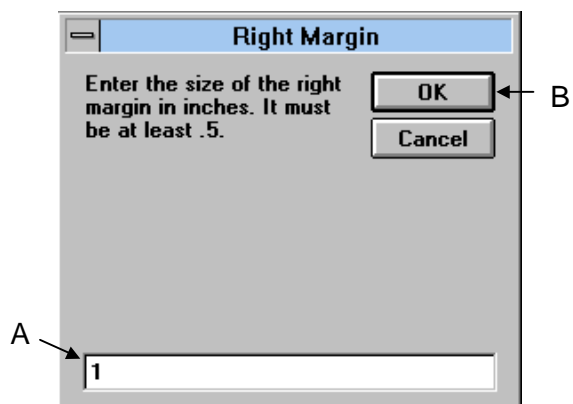 Right Margin
Enter the size of the right
margin in inches. It must
be at least .5.
OK
B
Cancel
A
1